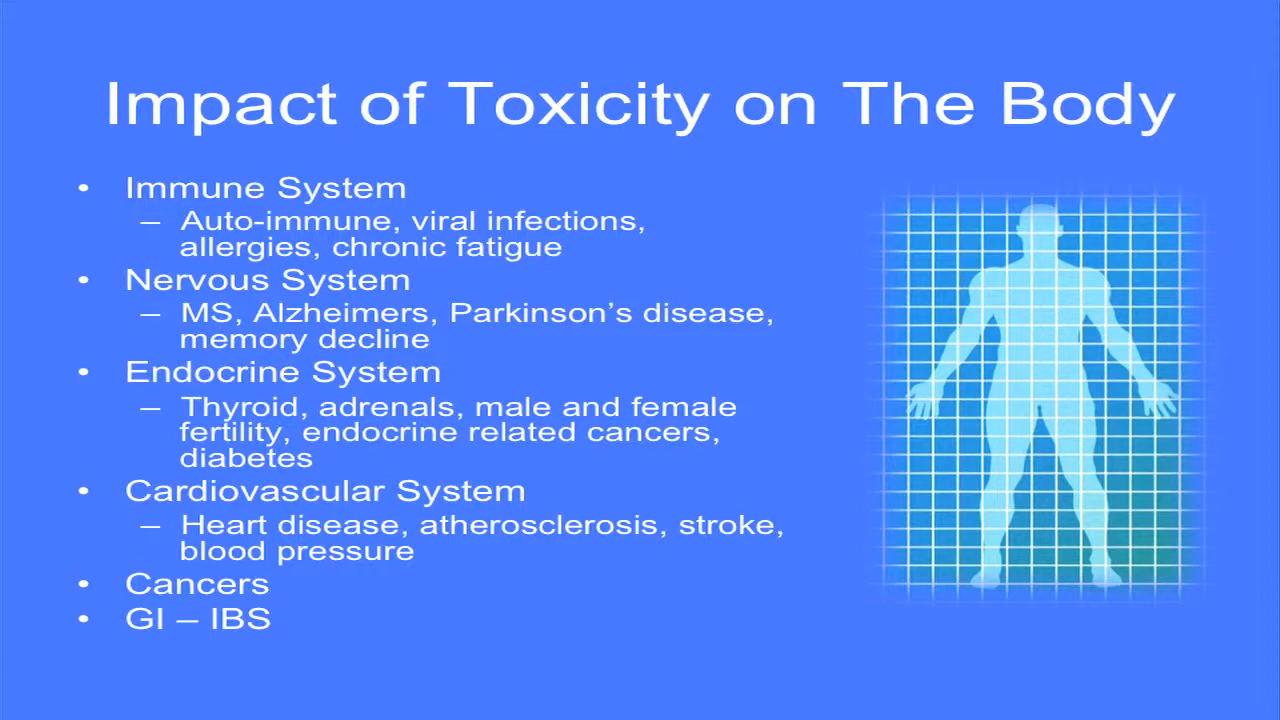 Impact of Toxicity on The Body
• Immune System
– Auto-immune, viral infections,
allergies, chronic fatigue
• Nervous System
– MS, Alzheimers, Parkinson’s disease,
memory decline
• Endocrine System
– Thyroid, adrenals, male and female
fertility, endocrine related cancers,
diabetes
• Cardiovascular System
– Heart disease, atherosclerosis, stroke,
blood pressure
• Cancers
• GI – IBS